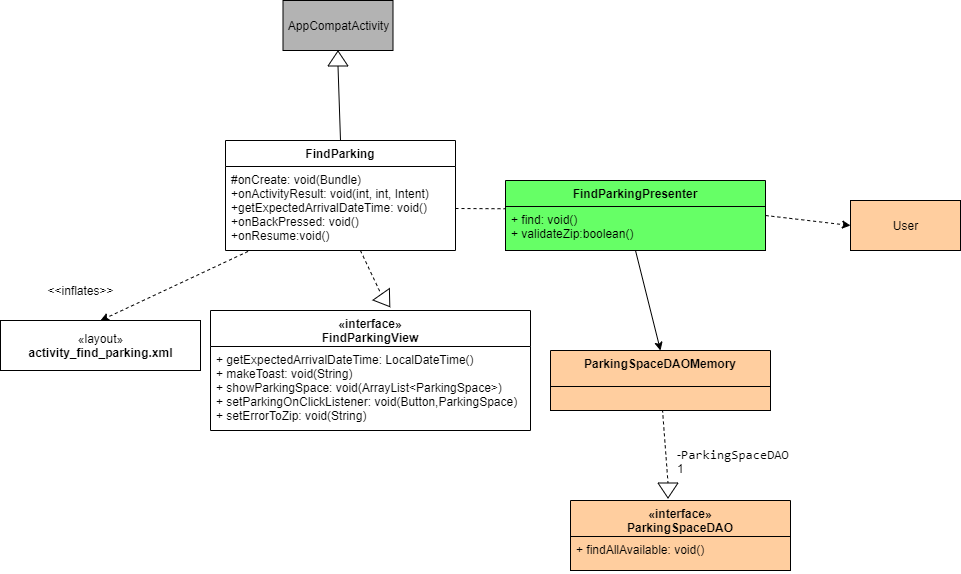 AppCompatActivity
FindParking
#onCreate: void(Bundle)
+onActivityResult: void(int, int, Intent)
+getExpectedArrivalDateTime: void()
+onBackPressed: void()
+onResume:void()
FindParkingPresenter
+ find: void()
+ validateZip:boolean()
User
<<inflates>>
«layout»
activity_find_parking.xml
«interface»
FindParkingView
+ getExpectedArrivalDateTime: LocalDateTime()
+ makeToast: void(String)
+ showParkingSpace: void(ArrayList<ParkingSpace>)
+ setParkingOnClickListener: void(Button,ParkingSpace)
+ setErrorToZip: void(String)
ParkingSpaceDAOMemory
-ParkingSpaceDAO
1
«interface»
ParkingSpaceDAO
+ findAllAvailable: void()